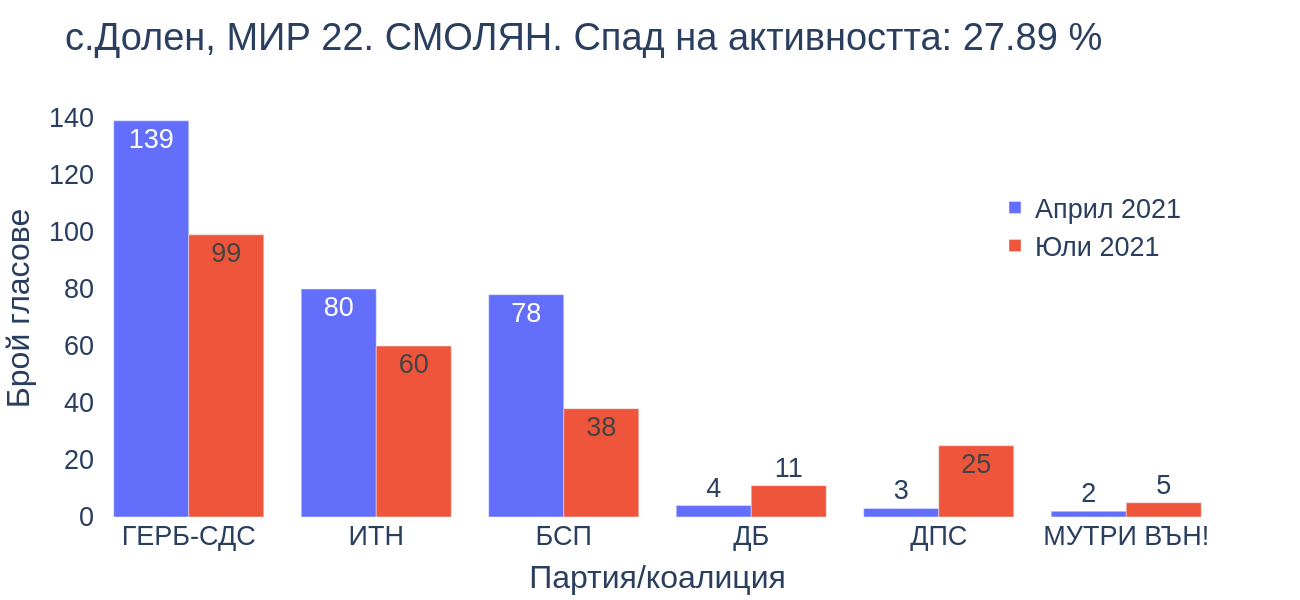 с.Долен, МИР 22. СМОЛЯН. Спад на активността: 27.89 %
Брой гласове
140
120
100
80
60
40
20
0
139
99
80
60
78
38
4
11
3
25
2
5
Април 2021
Юли 2021
ГЕРБ-СДС
ИТН
БСП
ДБ
ДПС
МУТРИ ВЪН!
Партия/коалиция